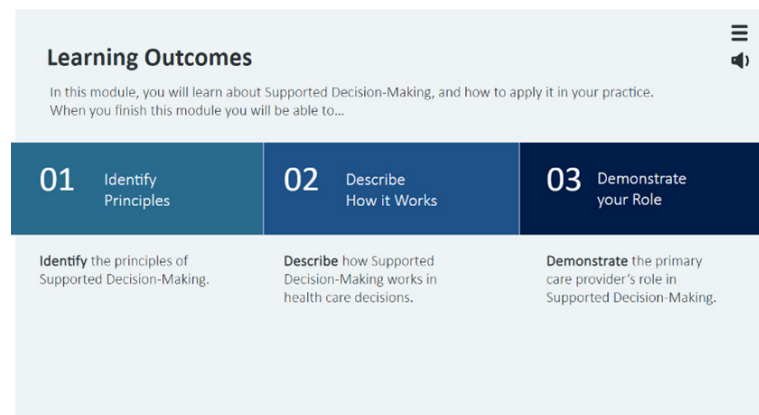 Learning Outcomes
In this module, you will learn about Supported Decision-Making, and how to apply it in your practice.
When you finish this module you will be able to...
01
Identify
Principles
02
Describe
How it Works
03
Demonstrate
your Role
Identify the principles of
Supported Decision-Making.
Describe how Supported
Decision-Making works in
health care decisions.
Demonstrate the primary
care provider's role in
Supported Decision-Making.